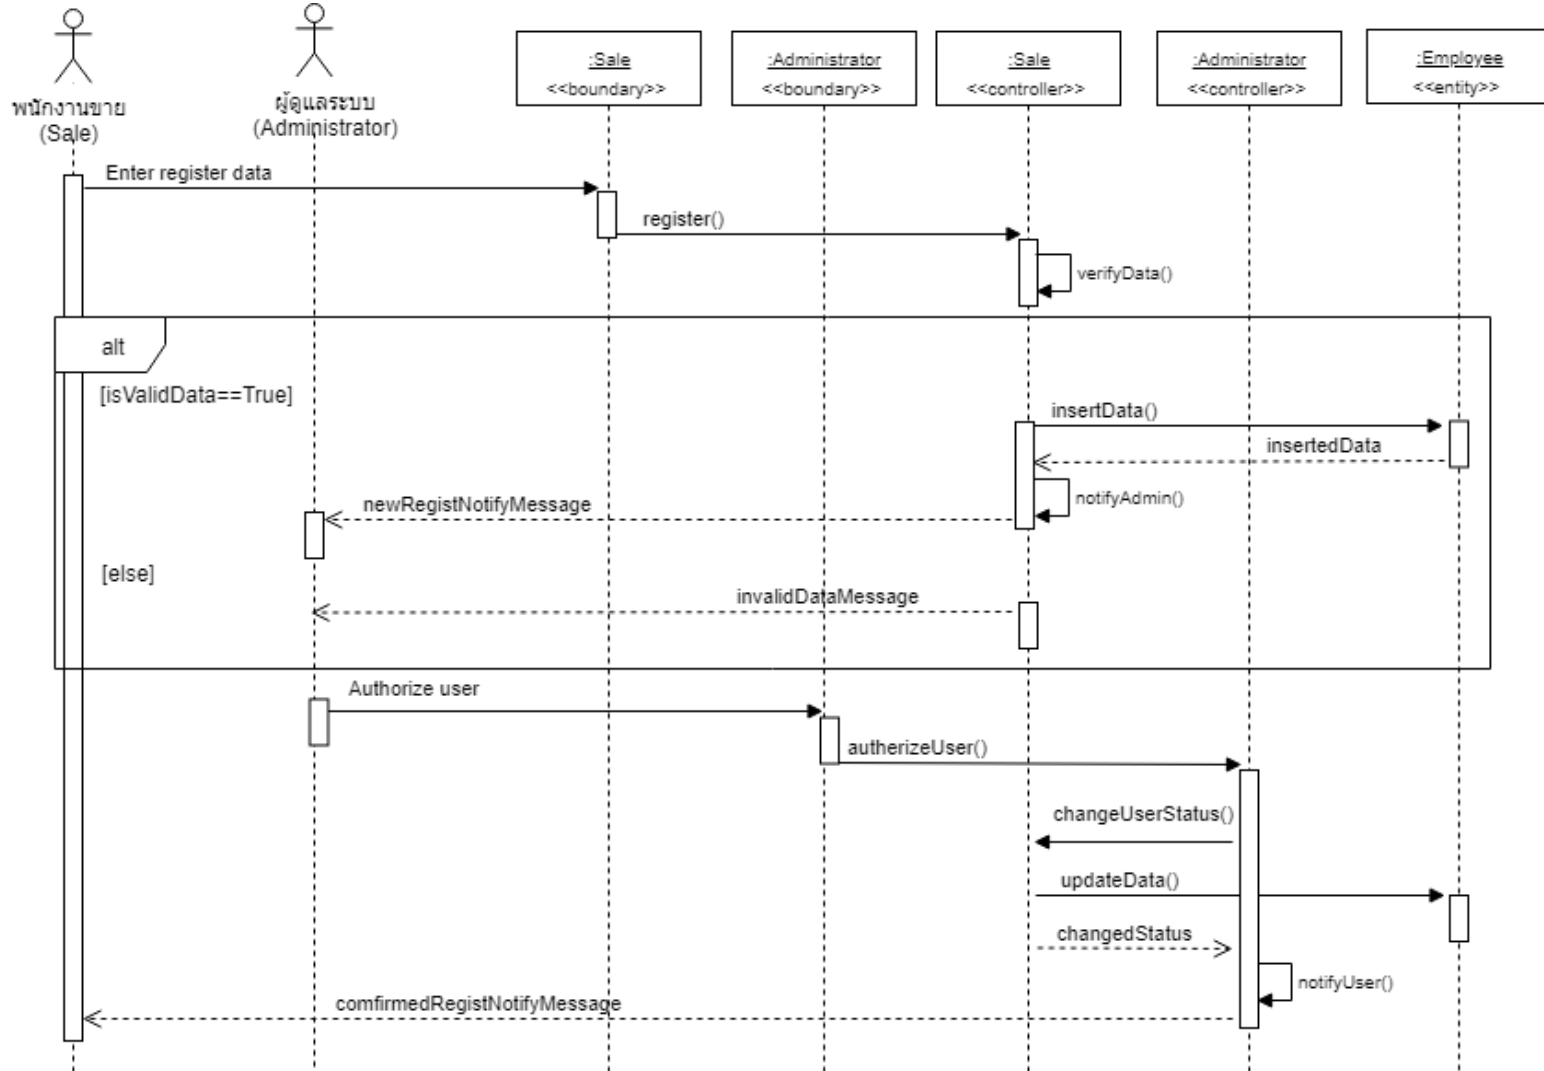 พนักงานขาย
(Sale)
ผู้ดูแลระบบ
(Administrator)
:Sale
<<boundary>>
:Administrator
<<boundary>>
:Sale
<<controller>>
:Administrator
<<controller>>
:Employee
<<entity>>
Enter register data
register()
verifyData()
alt
[isValidData==True]
insertData()
insertedData
notifyAdmin()
newRegistNotifyMessage
[else]
invalidDataMessage
Authorize user
autherizeUser()
changeUserStatus()
updateData()
changedStatus
notifyUser()
comfirmedRegistNotifyMessage